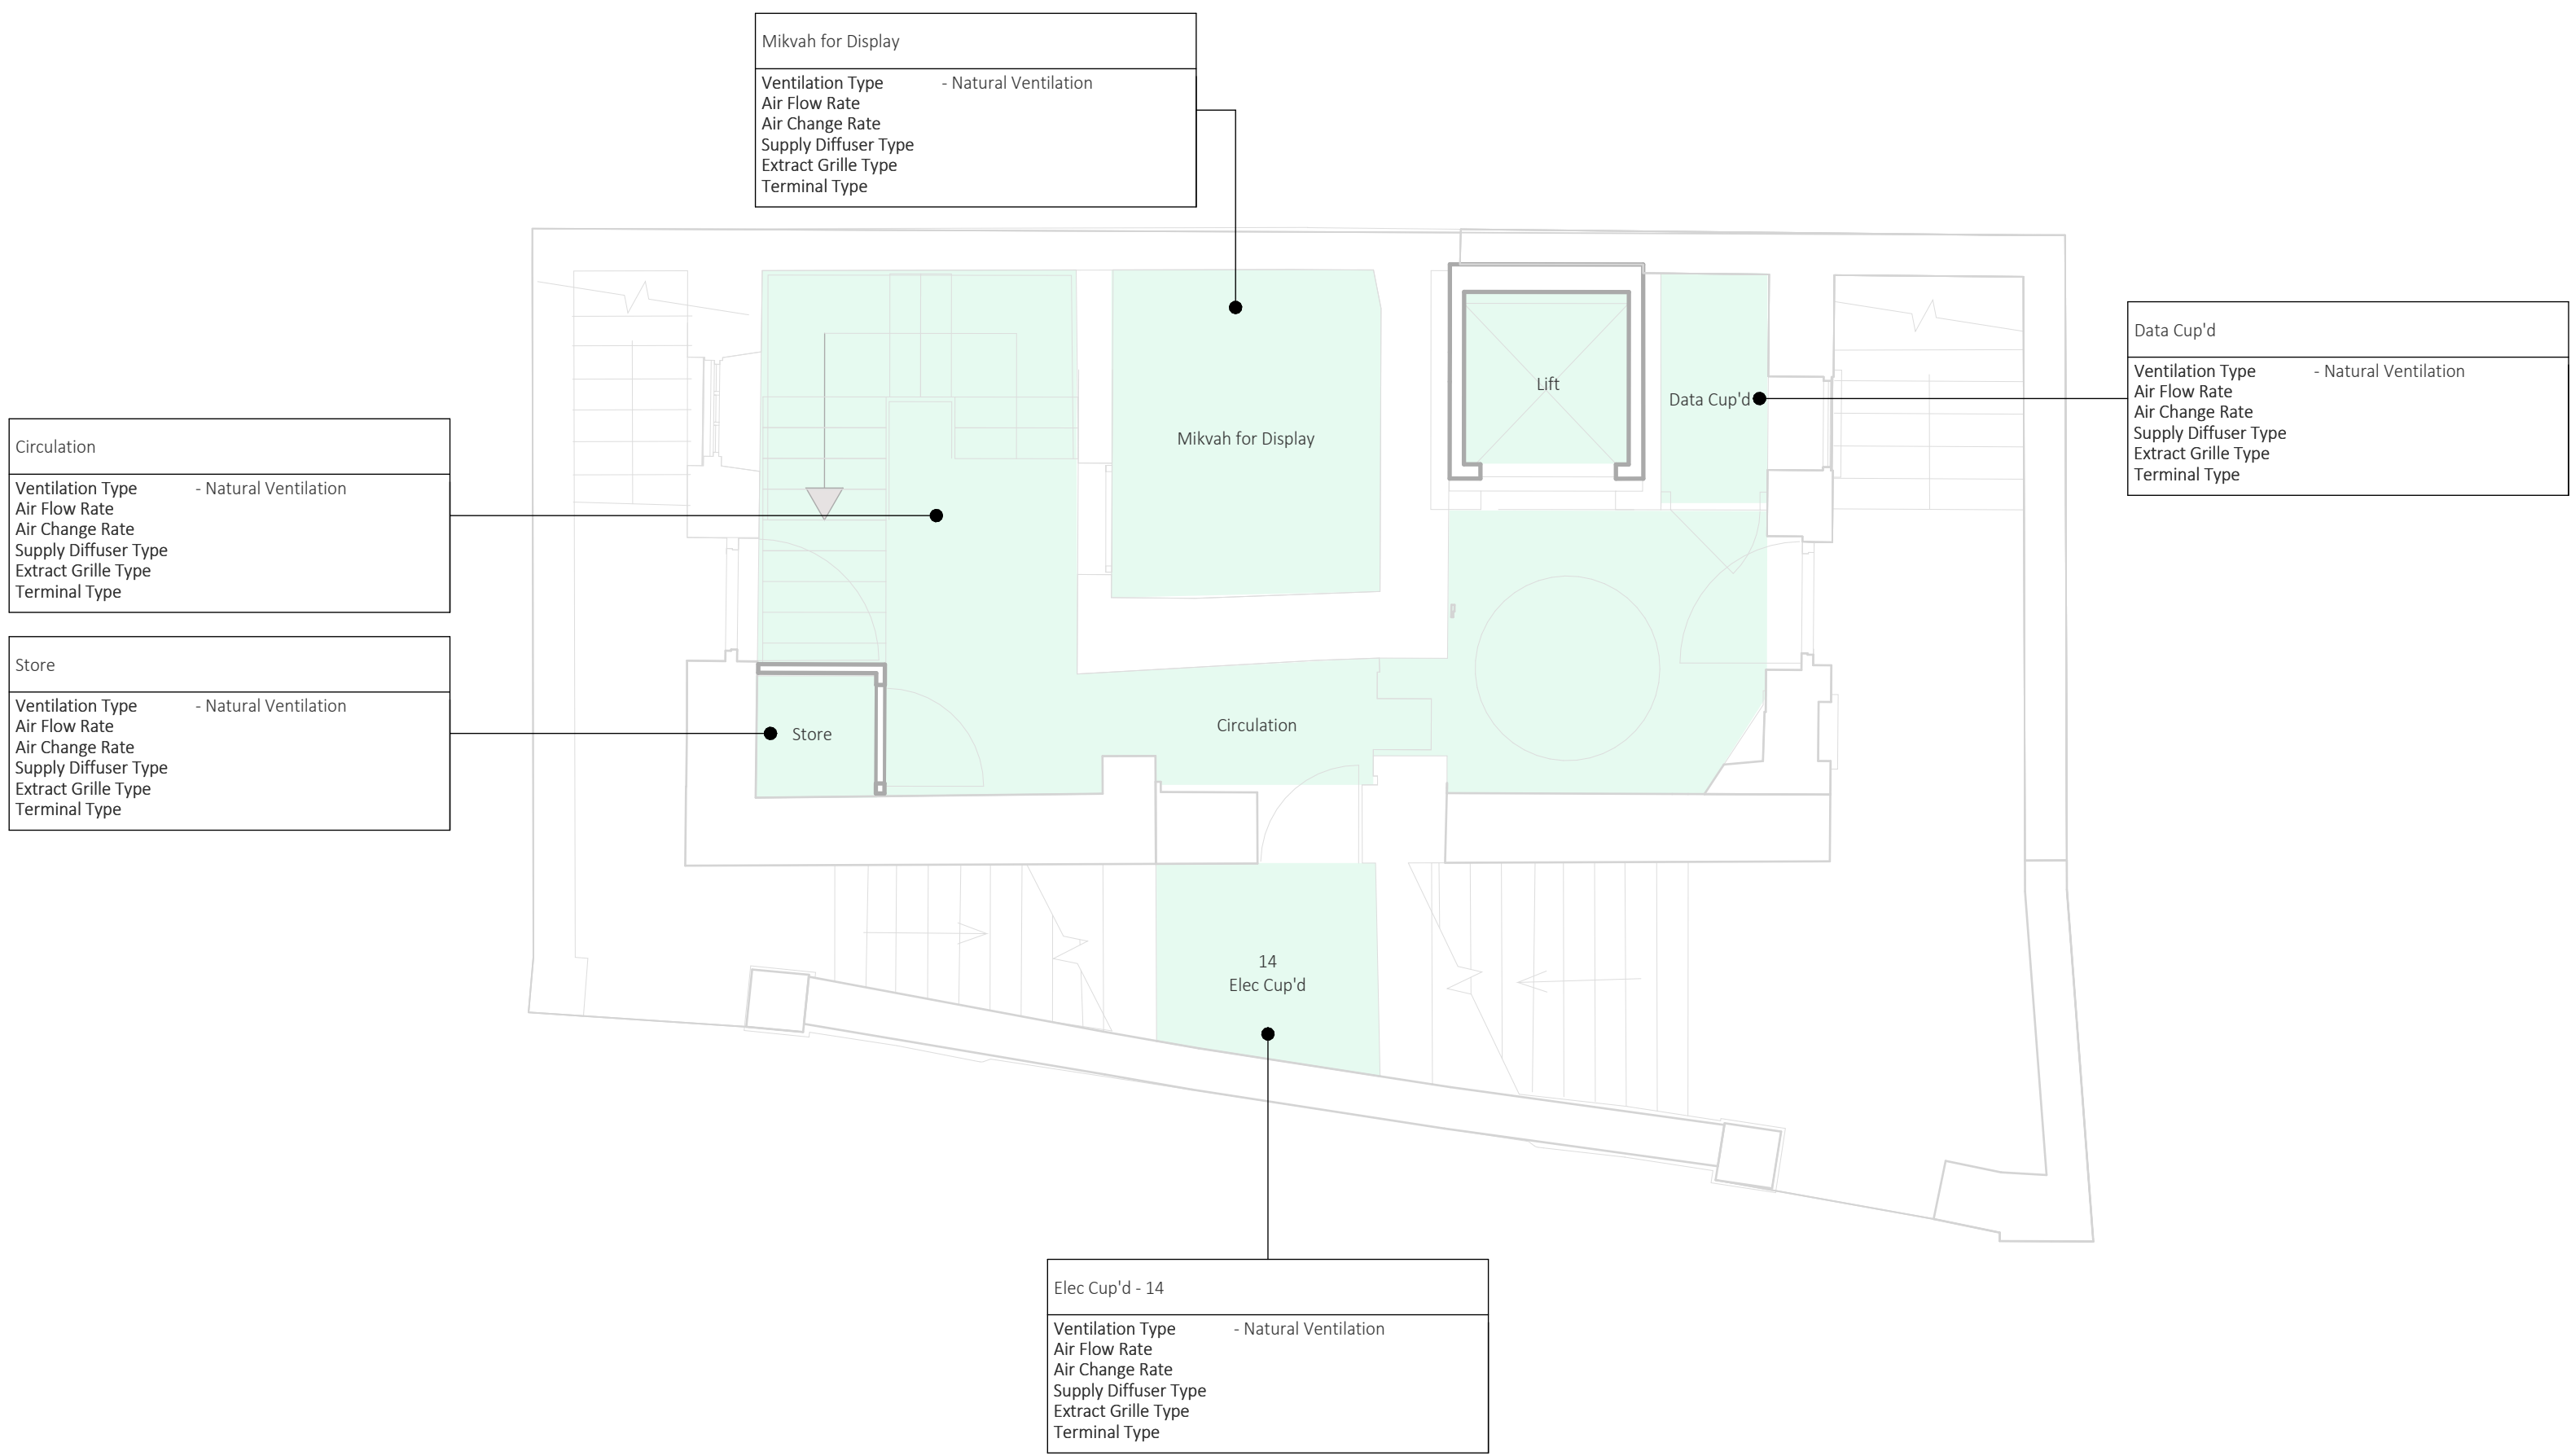 Mikvah for Display
Ventilation Type - Natural Ventilation
Air Flow Rate
Air Change Rate
Supply Diffuser Type
Extract Grille Type
Terminal Type
Data Cup'd
Ventilation Type - Natural Ventilation
Air Flow Rate
Air Change Rate
Supply Diffuser Type
Extract Grille Type
Terminal Type
Lift
Data Cup'd
Mikvah for Display
Circulation
Ventilation Type - Natural Ventilation
Air Flow Rate
Air Change Rate
Supply Diffuser Type
Extract Grille Type
Terminal Type
Store
Ventilation Type - Natural Ventilation
Air Flow Rate
Air Change Rate
Supply Diffuser Type
Extract Grille Type
Terminal Type
Store
Circulation
14
Elec Cup'd
Elec Cup'd - 14
Ventilation Type - Natural Ventilation
Air Flow Rate
Air Change Rate
Supply Diffuser Type
Extract Grille Type
Terminal Type